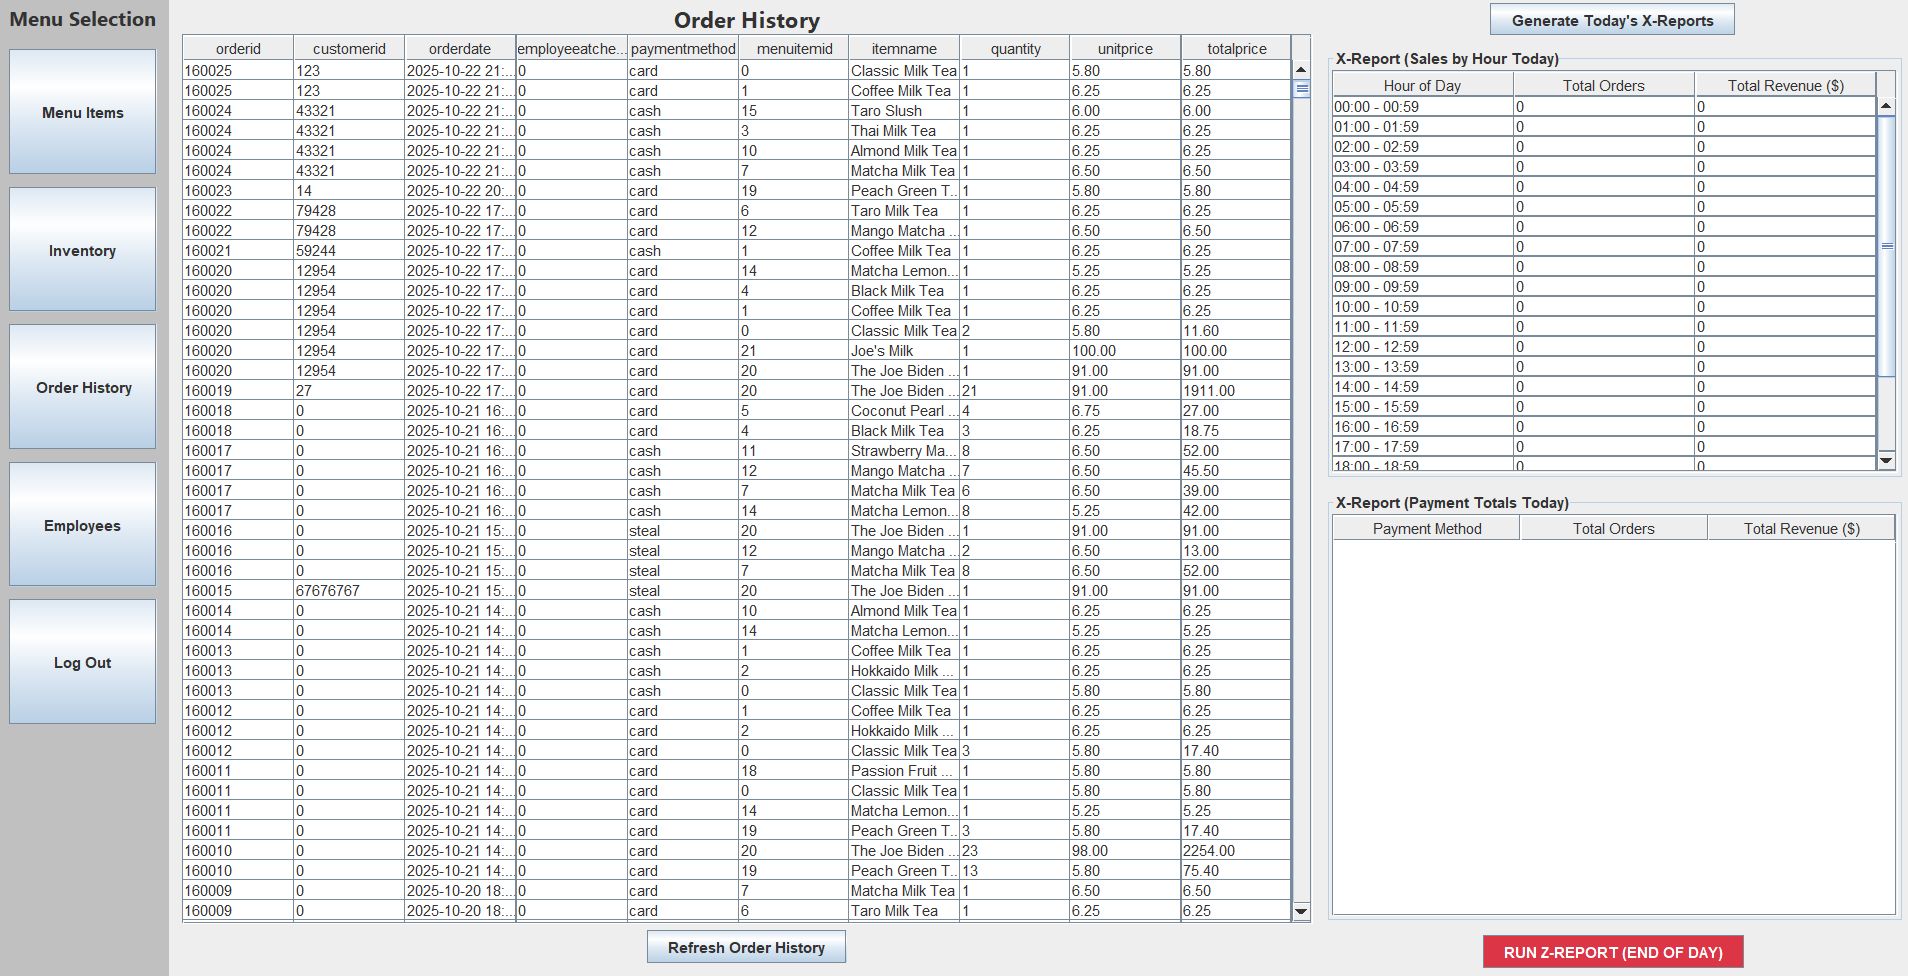 Menu Selection
Menu Items
Inventory
Order History
Employees
Log Out
Order History
orderid customerid orderdate employeeatche... paymentmethod menuitemid itemname quantity unitprice totalprice
160025 123 2025-10-22 21:... 0 card 0 Classic Milk Tea 1 5.80 5.80
160025 123 2025-10-22 21:... 0 card 1 Coffee Milk Tea 1 6.25 6.25
160024 43321 2025-10-22 21:... 0 cash 15 Taro Slush 1 6.00 6.00
160024 43321 2025-10-22 21:... 0 cash 3 Thai Milk Tea 1 6.25 6.25
160024 43321 2025-10-22 21:... 0 cash 10 Almond Milk Tea 1 6.25 6.25
160024 43321 2025-10-22 21:... 0 cash 7 Matcha Milk Tea 1 6.50 6.50
160023 14 2025-10-22 20:... 0 card 19 Peach Green T... 1 5.80 5.80
160022 79428 2025-10-22 17:... 0 card 6 Taro Milk Tea 1 6.25 6.25
160022 79428 2025-10-22 17:... 0 card 12 Mango Matcha ... 1 6.50 6.50
160021 59244 2025-10-22 17:... 0 cash 1 Coffee Milk Tea 1 6.25 6.25
160020 12954 2025-10-22 17:... 0 card 14 Matcha Lemon... 1 5.25 5.25
160020 12954 2025-10-22 17:... 0 card 4 Black Milk Tea 1 6.25 6.25
160020 12954 2025-10-22 17:... 0 card 1 Coffee Milk Tea 1 6.25 6.25
160020 12954 2025-10-22 17:... 0 card 0 Classic Milk Tea 2 5.80 11.60
160020 12954 2025-10-22 17:... 0 card 21 Joe's Milk 1 100.00 100.00
160020 12954 2025-10-22 17:... 0 card 20 The Joe Biden ... 1 91.00 91.00
160019 27 2025-10-22 17:... 0 card 20 The Joe Biden ... 21 91.00 1911.00
160018 0 2025-10-21 16:... 0 card 5 Coconut Pearl ... 4 6.75 27.00
160018 0 2025-10-21 16:... 0 card 4 Black Milk Tea 3 6.25 18.75
160017 0 2025-10-21 16:... 0 cash 11 Strawberry Ma... 8 6.50 52.00
160017 0 2025-10-21 16:... 0 cash 12 Mango Matcha ... 7 6.50 45.50
160017 0 2025-10-21 16:... 0 cash 7 Matcha Milk Tea 6 6.50 39.00
160017 0 2025-10-21 16:... 0 cash 14 Matcha Lemon... 8 5.25 42.00
160016 0 2025-10-21 15:... 0 steal 20 The Joe Biden ... 1 91.00 91.00
160016 0 2025-10-21 15:... 0 steal 12 Mango Matcha ... 2 6.50 13.00
160016 0 2025-10-21 15:... 0 steal 7 Matcha Milk Tea 8 6.50 52.00
160015 67676767 2025-10-21 15:... 0 steal 20 The Joe Biden ... 1 91.00 91.00
160014 0 2025-10-21 14:... 0 cash 10 Almond Milk Tea 1 6.25 6.25
160014 0 2025-10-21 14:... 0 cash 14 Matcha Lemon... 1 5.25 5.25
160013 0 2025-10-21 14:... 0 cash 1 Coffee Milk Tea 1 6.25 6.25
160013 0 2025-10-21 14:... 0 cash 2 Hokkaido Milk ... 1 6.25 6.25
160013 0 2025-10-21 14:... 0 cash 0 Classic Milk Tea 1 5.80 5.80
160012 0 2025-10-21 14:... 0 card 1 Coffee Milk Tea 1 6.25 6.25
160012 0 2025-10-21 14:... 0 card 2 Hokkaido Milk ... 1 6.25 6.25
160012 0 2025-10-21 14:... 0 card 0 Classic Milk Tea 3 5.80 17.40
160011 0 2025-10-21 14:... 0 card 18 Passion Fruit ... 1 5.80 5.80
160011 0 2025-10-21 14:... 0 card 0 Classic Milk Tea 1 5.80 5.80
160011 0 2025-10-21 14:... 0 card 14 Matcha Lemon... 1 5.25 5.25
160011 0 2025-10-21 14:... 0 card 19 Peach Green T... 3 5.80 17.40
160010 0 2025-10-21 14:... 0 card 20 The Joe Biden ... 23 98.00 2254.00
160010 0 2025-10-21 14:... 0 card 19 Peach Green T... 13 5.80 75.40
160009 0 2025-10-20 18:... 0 card 7 Matcha Milk Tea 1 6.50 6.50
160009 0 2025-10-20 18:... 0 card 6 Taro Milk Tea 1 6.25 6.25
Refresh Order History
Generate Today's X-Reports
X-Report (Sales by Hour Today)
Hour of Day Total Orders Total Revenue ($)
00:00 - 00:59 0 0
01:00 - 01:59 0 0
02:00 - 02:59 0 0
03:00 - 03:59 0 0
04:00 - 04:59 0 0
05:00 - 05:59 0 0
06:00 - 06:59 0 0
07:00 - 07:59 0 0
08:00 - 08:59 0 0
09:00 - 09:59 0 0
10:00 - 10:59 0 0
11:00 - 11:59 0 0
12:00 - 12:59 0 0
13:00 - 13:59 0 0
14:00 - 14:59 0 0
15:00 - 15:59 0 0
16:00 - 16:59 0 0
17:00 - 17:59 0 0
18:00 - 18:59 0 0
X-Report (Payment Totals Today)
Payment Method Total Orders Total Revenue ($)
RUN Z-REPORT (END OF DAY)